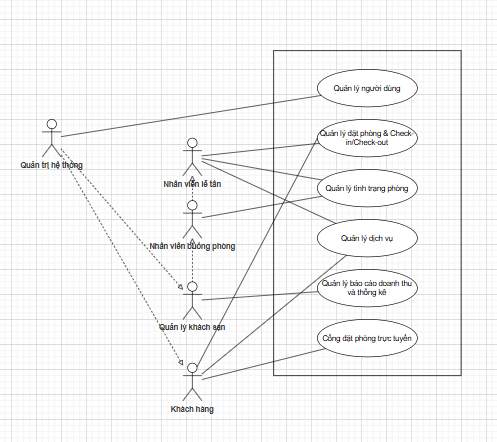 Quản lý người dùng
Quản lý đặt phòng & Check-
in/Check-out
Quản trị hệ thống
Nhân viên lễ tân
Quản lý tình trạng phòng
Nhân viên buồng phòng
Quản lý dịch vụ
Quản lý báo cáo doanh thu
và thống kê
Quản lý khách sạn
Cổng đặt phòng trực tuyến
Khách hàng